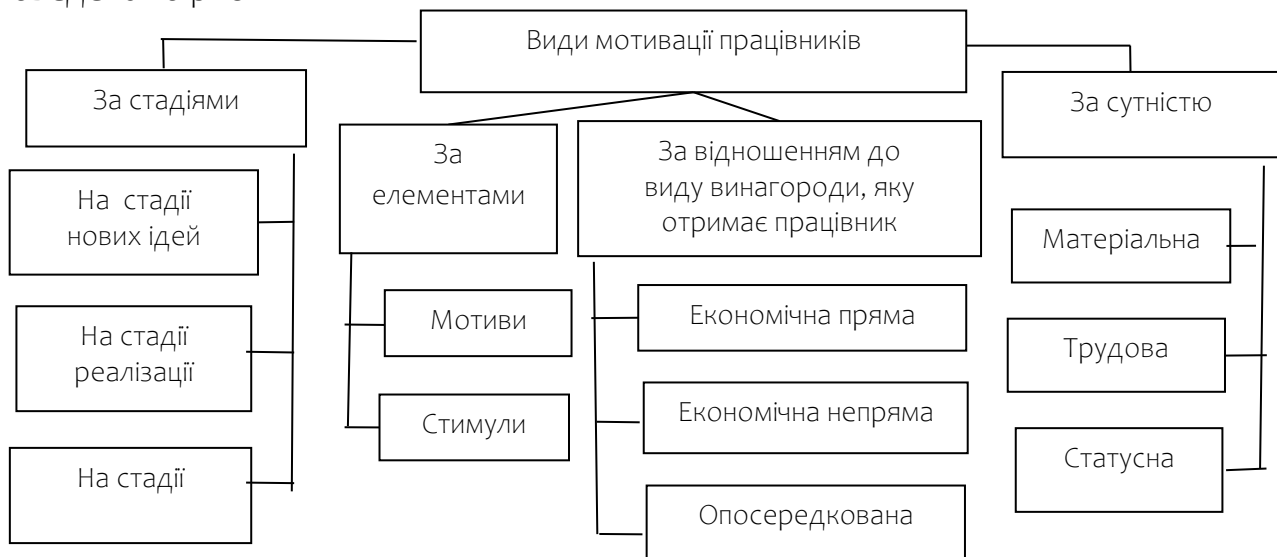 Види мотивації працівників
За стадіями
На стадії
нових ідей
На стадії
реалізації
На стадії
За
елементами
Мотиви
Стимули
За відношенням до
виду винагороди, яку
отримає працівник
Економічна пряма
Економічна непряма
Опосередкована
За сутністю
Матеріальна
Трудова
Статусна